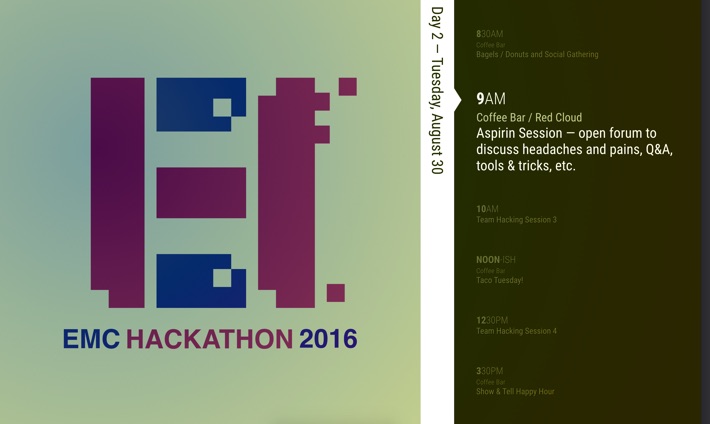 EMC HACKATHON 2016
Day 2 – Tuesday, August 30
830AM
Coffee Bar
Bagels / Donuts and Social Gathering
9AM
Coffee Bar / Red Cloud
Aspirin Session – open forum to
discuss headaches and pains, Q&A,
tools & tricks, etc.
10AM
Team Hacking Session 3
NOON-ISH
Coffee Bar
Taco Tuesday!
1230PM
Team Hacking Session 4
330PM
Coffee Bar
Show & Tell Happy Hour